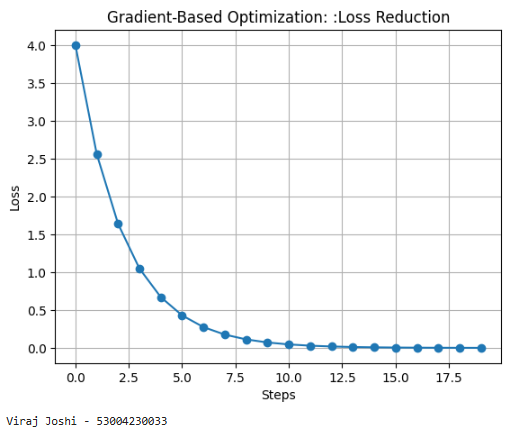 Gradient-Based Optimization: :Loss Reduction
4.0
3.5
3.0
2.5
2.0
1.5
1.0
0.5
0.0
Loss
0.0 2.5 5.0 7.5 10.0 12.5 15.0 17.5
Steps
Viraj Joshi - 53004230033